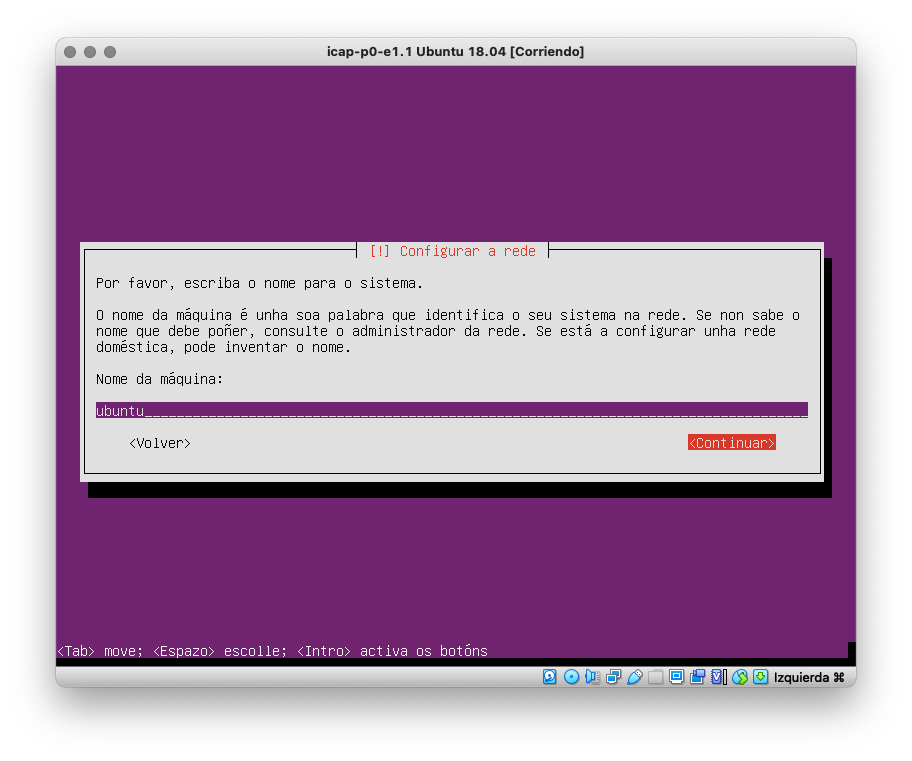 icap-p0-e1.1 Ubuntu 18.04 [Corriendo]
[!] Configurar a rede
Por favor, escriba o nome para o sistema.
O nome da máquina é unha soa palabra que identifica o seu sistema na rede. Se non sabe o
nome que debe poñer, consulte o administrador da rede. Se está a configurar unha rede
doméstica, pode inventar o nome.
Nome da máquina:
ubuntu
<Volver> <Continuar>
<Tab> move; <Espazo> escolle; <Intro> activa os botóns
Izquierda ⌘